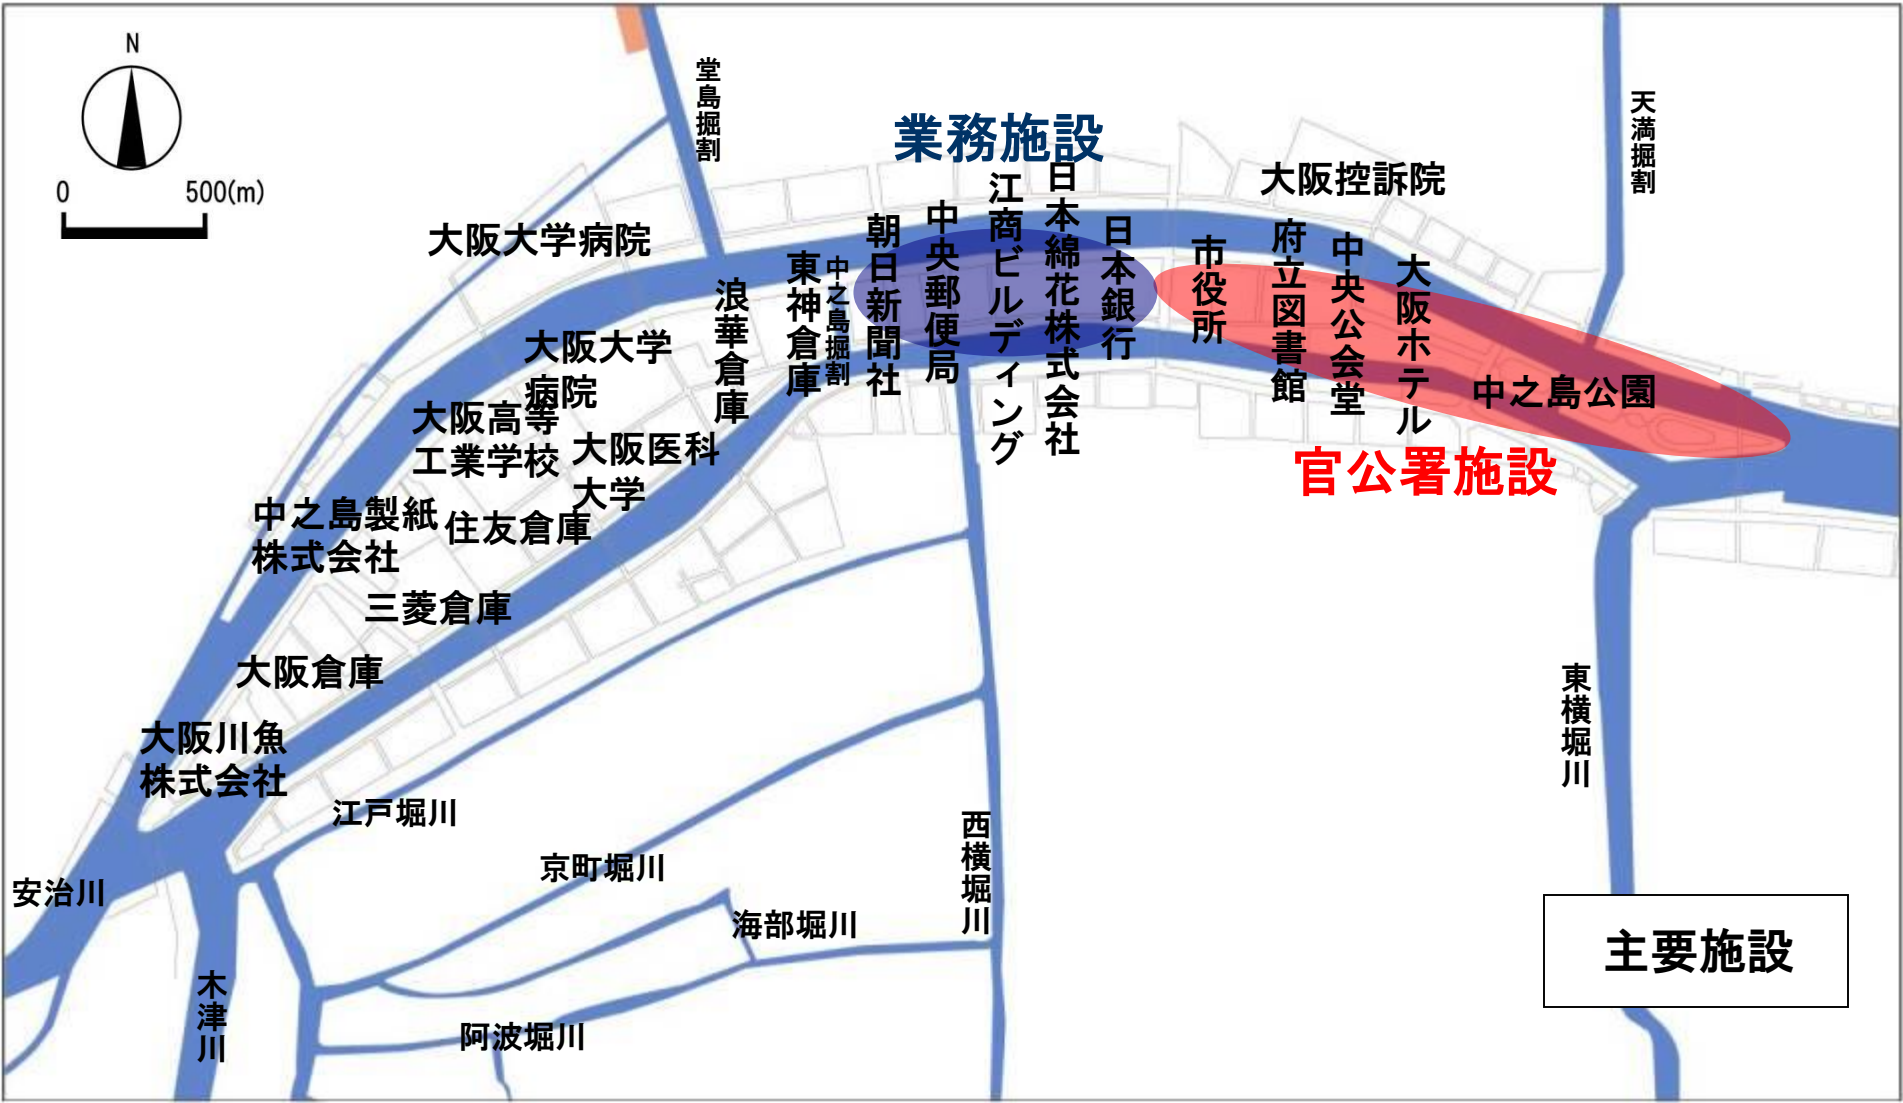 N
0
500(m)
堂島掘割
天満掘割
業務施設
大阪控訴院
大阪大学病院
浪華倉庫
東神倉庫
中之島掘割
朝日新聞社
中央郵便局
江商ビルディング
日本綿花株式会社
日本銀行
市役所
府立図書館
中央公会堂
大阪ホテル
中之島公園
官公署施設
大阪大学
病院
大阪高等
工業学校
大阪医科
大学
中之島製紙
株式会社
住友倉庫
三菱倉庫
大阪倉庫
大阪川魚
株式会社
江戸堀川
京町堀川
海部堀川
西横堀川
東横堀川
安治川
木津川
阿波堀川
主要施設